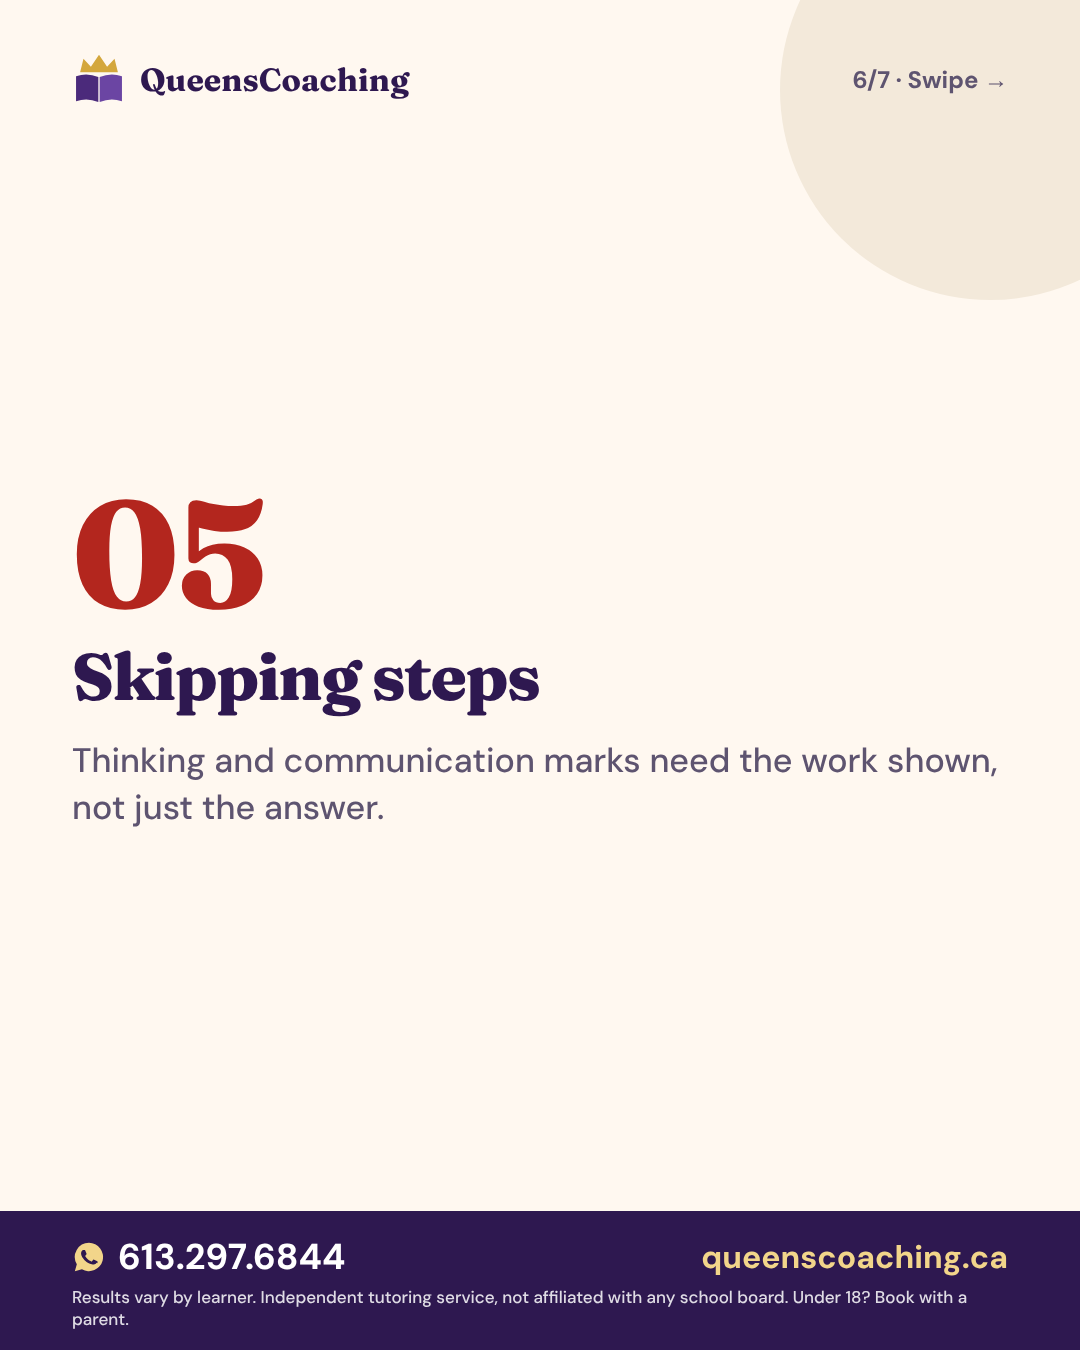 QueensCoaching
6/7 · Swipe →
05
Skipping steps
Thinking and communication marks need the work shown,
not just the answer.
613.297.6844
queenscoaching.ca
Results vary by learner. Independent tutoring service, not affiliated with any school board. Under 18? Book with a
parent.